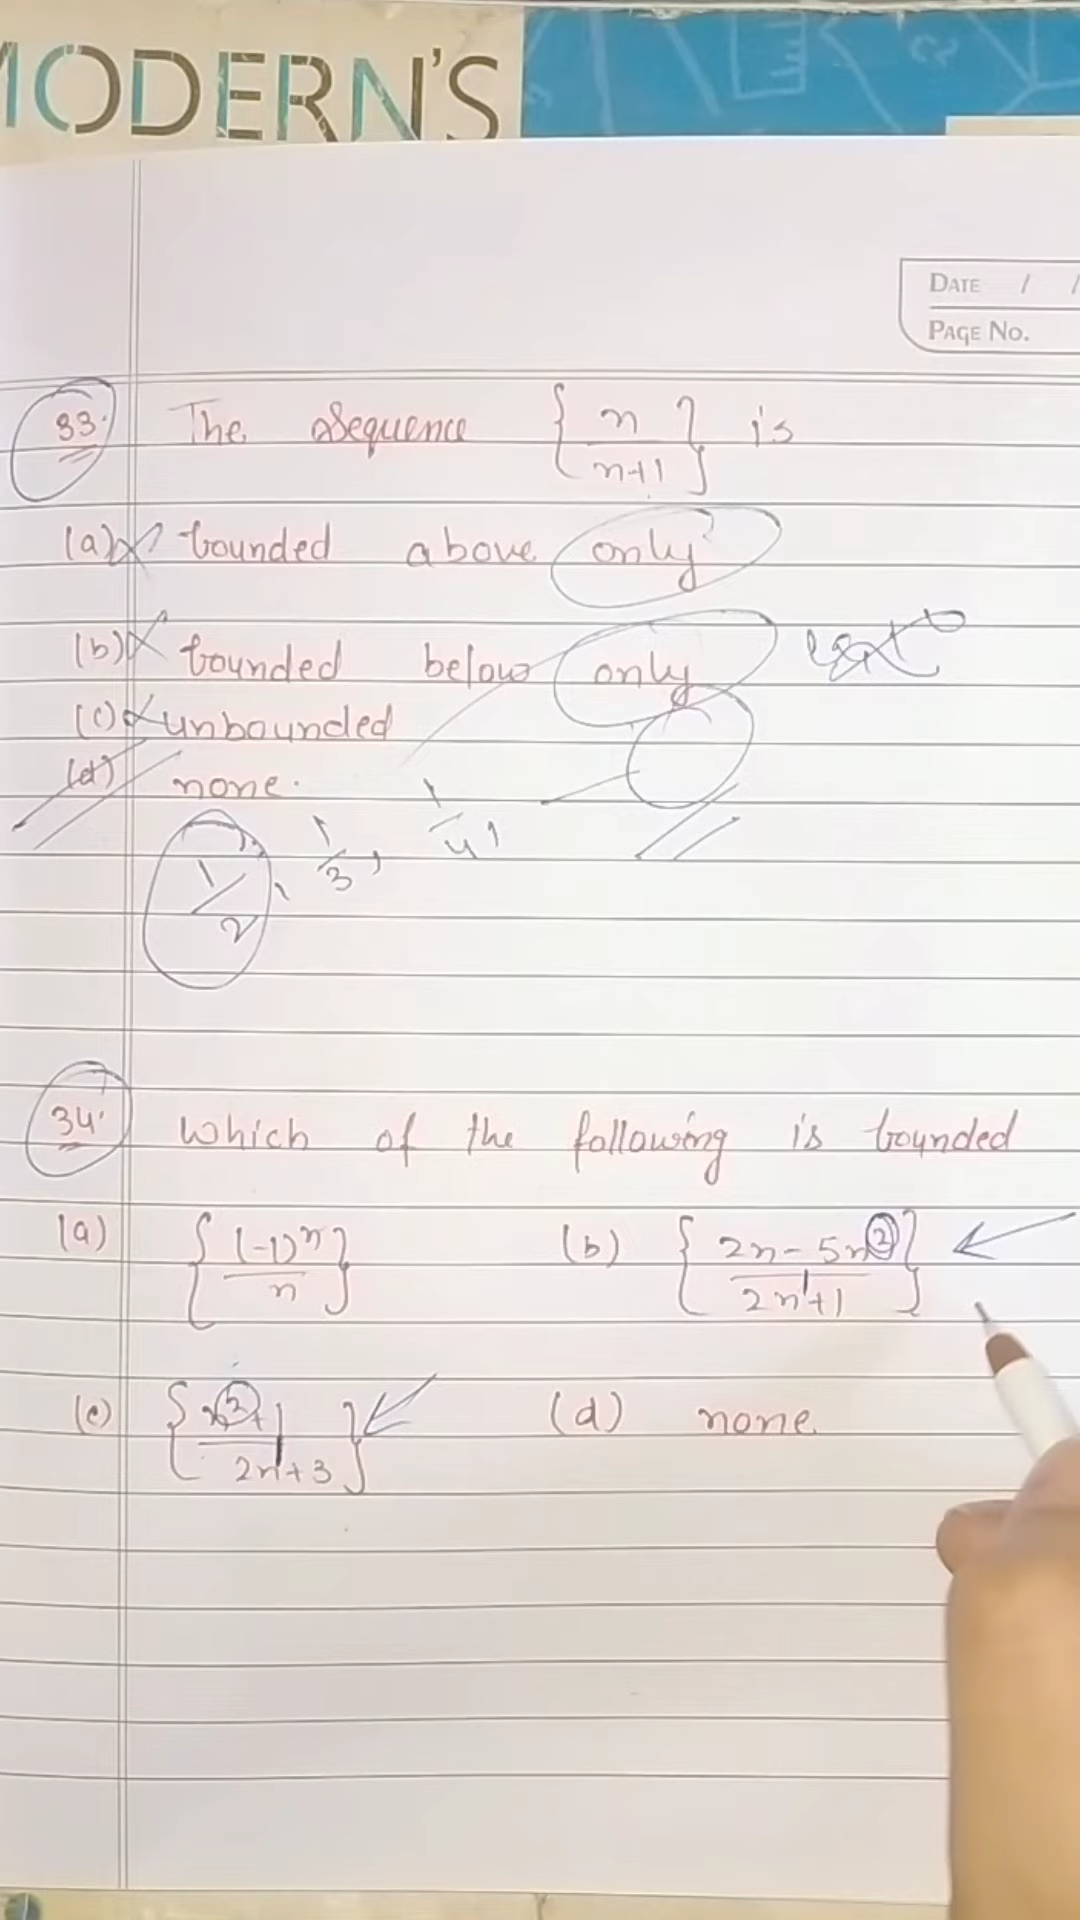 MODERN'S
DATE / /
PAGE No.
33. The Sequence { n/n+1 } is
(a) bounded above only
(b) bounded below only
(c) unbounded
(d) none.
1/2, 1/3, 1/4,
34. Which of the following is bounded
(a) { (-1)^n / n } (b) { 2n - 5n² / 2n+1 }
(c) { n²+1 / 2n+3 } (d) none.